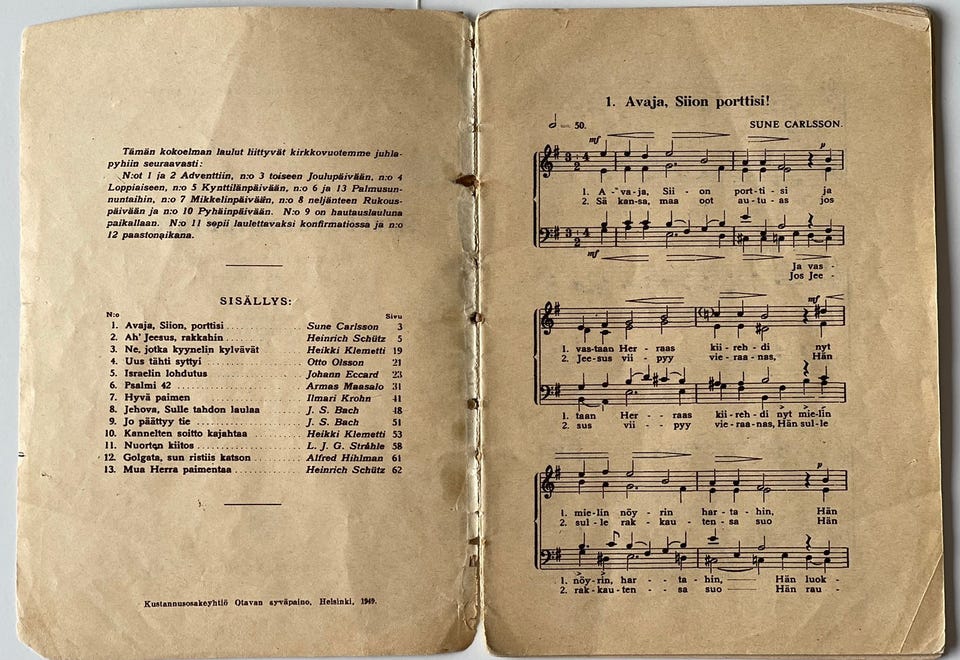 Tämän kokoelman laulut liittyvät kirkkovuotemme juhla-
pyhiin seuraavasti:
N:ot 1 ja 2 Adventtiin, n:o 3 toiseen Joulupäivään, n:o 4
Loppiaiseen, n:o 5 Kynttilänpäivään, n:o 6 ja 13 Palmusun-
nuntaihin, n:o 7 Mikkelinpäivään, n:o 8 neljänteen Rukous-
päivään ja n:o 10 Pyhäinpäivään. N:o 9 on hautauslauluna
paikallaan. N:o 11 sopii laulettavaksi konfirmatiossa ja n:o
12 paastonaikana.
SISÄLLYS:
N:o Sivu
1. Avaja, Siion, porttisi Sune Carlsson 3
2. Ah' Jeesus, rakkahin Heinrich Schütz 5
3. Ne, jotka kyynelin kylvävät Heikki Klemetti 19
4. Uus tähti syttyi Otto Olsson 21
5. Israelin lohdutus Johann Eccard 23
6. Psalmi 42 Armas Maasalo 31
7. Hyvä paimen Ilmari Krohn 41
8. Jehova, Sulle tahdon laulaa J. S. Bach 48
9. Jo päättyy tie J. S. Bach 51
10. Kannelten soitto kajahtaa Heikki Klemetti 53
11. Nuorten kiitos L. J. G. Stråhle 58
12. Golgata, sun ristiis katson Alfred Hihlman 61
13. Mua Herra paimentaa Heinrich Schütz 62
Kustannusosakeyhtiö Otavan syväpaino, Helsinki, 1949.
1. Avaja, Siion porttisi!
50. SUNE CARLSSON.
mf
p
1. A - va-ja, Sii - on port-ti - si ja
2. Sä kan-sa, maa oot au-tu-as jos
mf
Ja vas -
Jos Jee -
mf
1. vas-taan Her - raas kii-reh-di nyt
2. Jee-sus vii - pyy vie-raa-nas, Hän
1. taan Her - - raas kii-reh-di nyt mie-lin
2. sus vii - - pyy vie-raa-nas, Hän sul-le
p
1. mie-lin nöy - rin har-ta-hin, Hän
2. sul-le rak - kau-ten-sa suo Hän
1. nöy-rin, har - - ta-hin, Hän luok -
2. rak-kau-ten - - sa suo Hän rau -